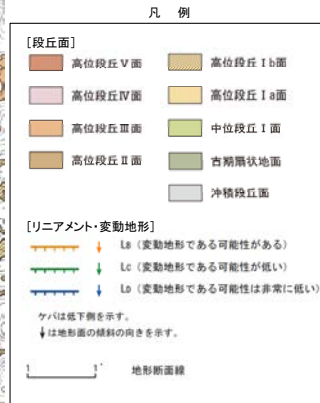 凡 例
[段丘面]
高位段丘Ⅴ面
高位段丘Ⅰb面
高位段丘Ⅳ面
高位段丘Ⅰa面
高位段丘Ⅲ面
中位段丘Ⅰ面
高位段丘Ⅱ面
古期扇状地面
沖積段丘面
[リニアメント・変動地形]
LB (変動地形である可能性がある)
LC (変動地形である可能性が低い)
LD (変動地形である可能性は非常に低い)
ケバは低下側を示す。
↓は地形面の傾斜の向きを示す。
1 1' 地形断面線